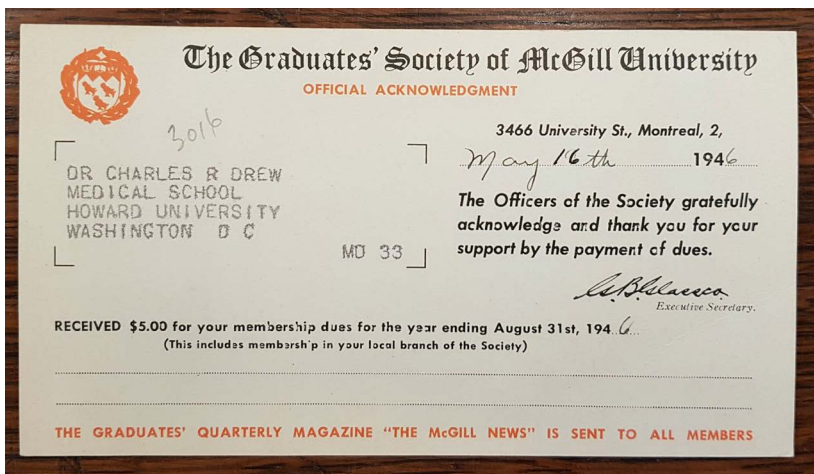 The Graduates' Society of McGill University
OFFICIAL ACKNOWLEDGMENT
3016
3466 University St., Montreal, 2,
May 16th 1946
DR CHARLES R DREW
MEDICAL SCHOOL
HOWARD UNIVERSITY
WASHINGTON D C
MD 33
The Officers of the Society gratefully
acknowledge and thank you for your
support by the payment of dues.
Executive Secretary.
RECEIVED $5.00 for your membership dues for the year ending August 31st, 1946
(This includes membership in your local branch of the Society)
THE GRADUATES' QUARTERLY MAGAZINE "THE McGILL NEWS" IS SENT TO ALL MEMBERS